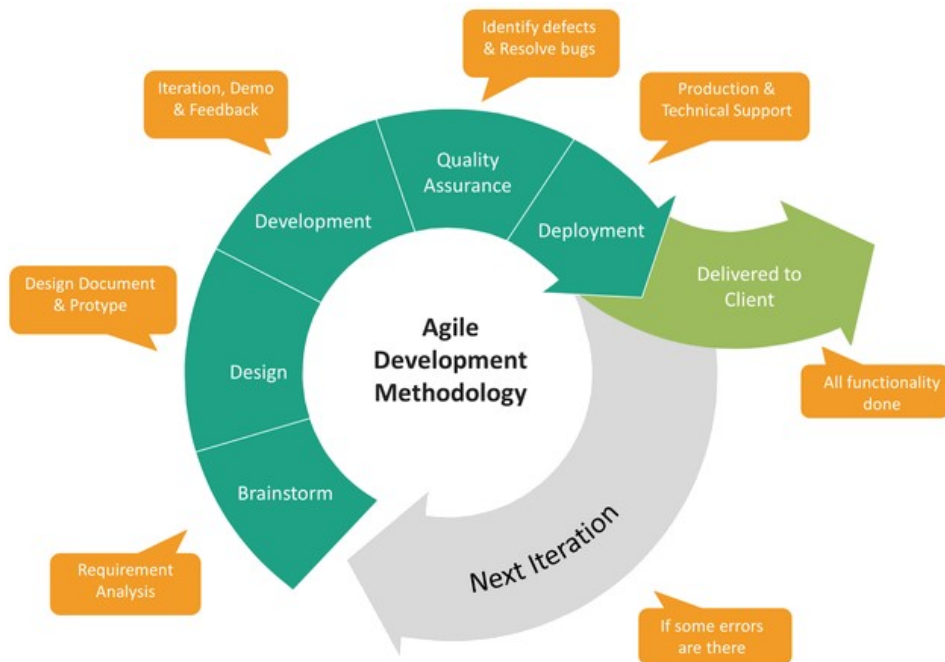 Identify defects
& Resolve bugs
Iteration, Demo
& Feedback
Production &
Technical Support
Quality
Assurance
Development
Deployment
Delivered to
Client
Design Document
& Protype
Agile
Development
Methodology
Design
All functionality
done
Brainstorm
Next Iteration
Requirement
Analysis
If some errors
are there